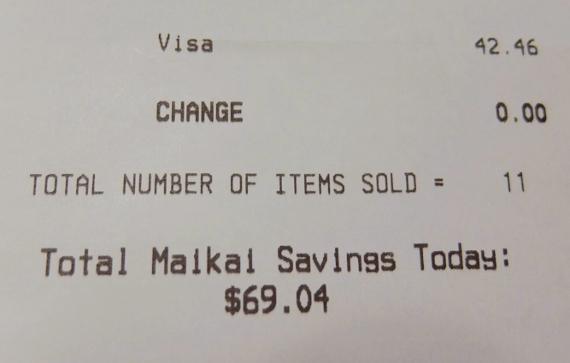 Visa 42.46
CHANGE 0.00
TOTAL NUMBER OF ITEMS SOLD = 11
Total Maikai Savings Today:
$69.04